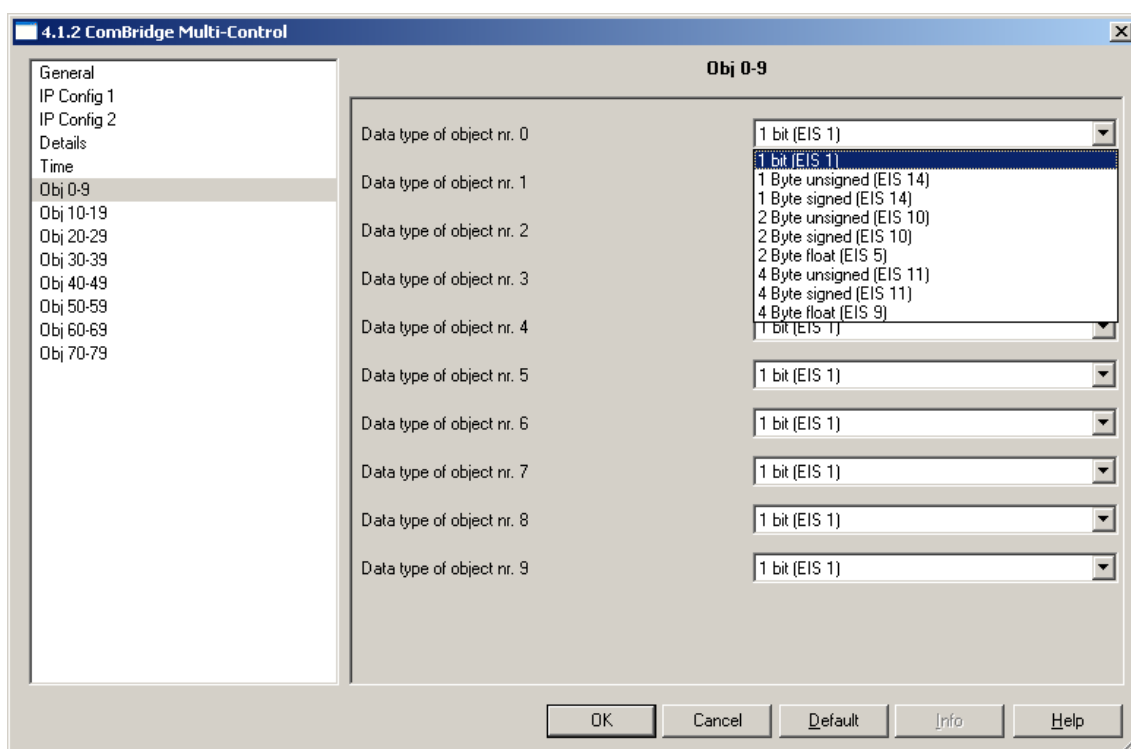 4.1.2 ComBridge Multi-Control
General
IP Config 1
IP Config 2
Details
Time
Obj 0-9
Obj 10-19
Obj 20-29
Obj 30-39
Obj 40-49
Obj 50-59
Obj 60-69
Obj 70-79
Obj 0-9
Data type of object nr. 0
1 bit (EIS 1)
1 bit (EIS 1)
1 Byte unsigned (EIS 14)
1 Byte signed (EIS 14)
2 Byte unsigned (EIS 10)
2 Byte signed (EIS 10)
2 Byte float (EIS 5)
4 Byte unsigned (EIS 11)
4 Byte signed (EIS 11)
4 Byte float (EIS 9)
Data type of object nr. 1
Data type of object nr. 2
Data type of object nr. 3
Data type of object nr. 4
1 bit (EIS 1)
Data type of object nr. 5
1 bit (EIS 1)
Data type of object nr. 6
1 bit (EIS 1)
Data type of object nr. 7
1 bit (EIS 1)
Data type of object nr. 8
1 bit (EIS 1)
Data type of object nr. 9
1 bit (EIS 1)
OK
Cancel
Default
Info
Help